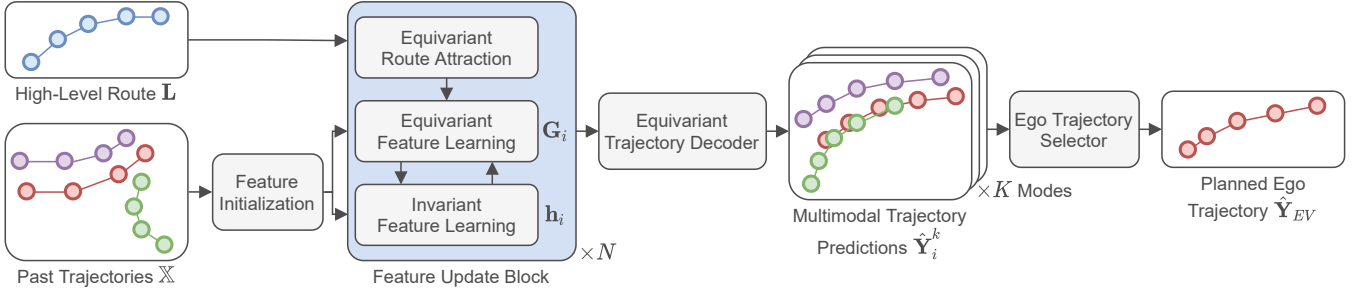 High-Level Route L
Past Trajectories 𝕏
Feature
Initialization
Equivariant
Route Attraction
Equivariant
Feature Learning
G_i
Invariant
Feature Learning
h_i
×N
Feature Update Block
Equivariant
Trajectory Decoder
×K Modes
Multimodal Trajectory
Predictions Ŷ_i^k
Ego Trajectory
Selector
Planned Ego
Trajectory Ŷ_EV